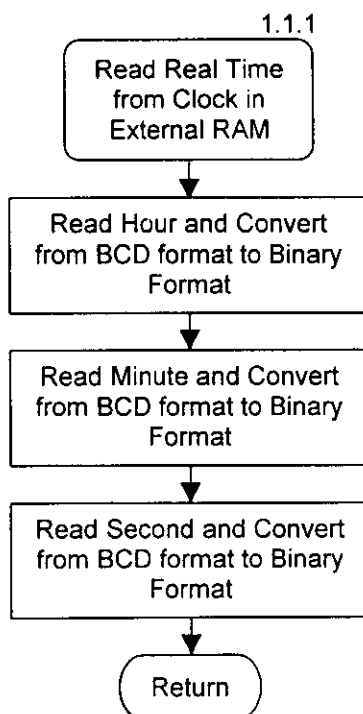 1.1.1
Read Real Time
from Clock in
External RAM
Read Hour and Convert
from BCD format to Binary
Format
Read Minute and Convert
from BCD format to Binary
Format
Read Second and Convert
from BCD format to Binary
Format
Return